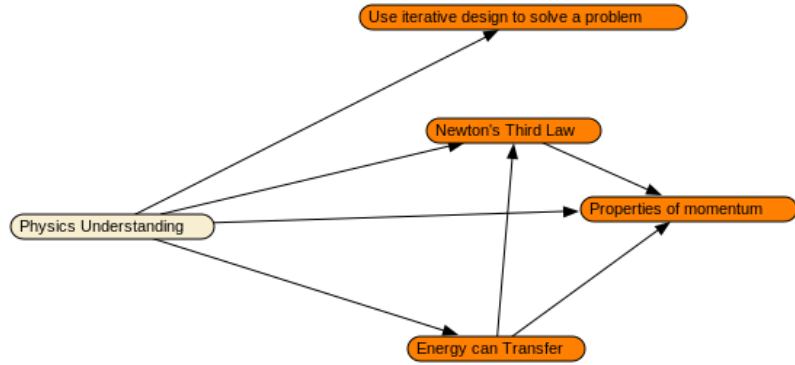 Use iterative design to solve a problem
Newton's Third Law
Properties of momentum
Physics Understanding
Energy can Transfer